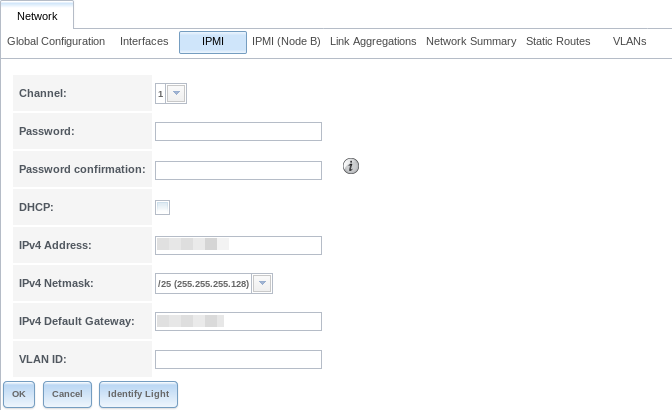 Network
Global Configuration Interfaces IPMI IPMI (Node B) Link Aggregations Network Summary Static Routes VLANs
Channel: 1
Password:
Password confirmation: i
DHCP:
IPv4 Address:
IPv4 Netmask: /25 (255.255.255.128)
IPv4 Default Gateway:
VLAN ID:
OK Cancel Identify Light